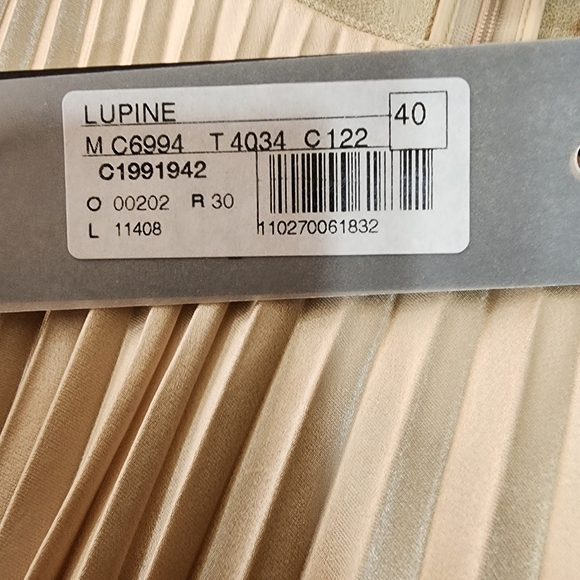 LUPINE 40
M C6994 T 4034 C 122
C1991942
O 00202 R 30
L 11408 110270061832